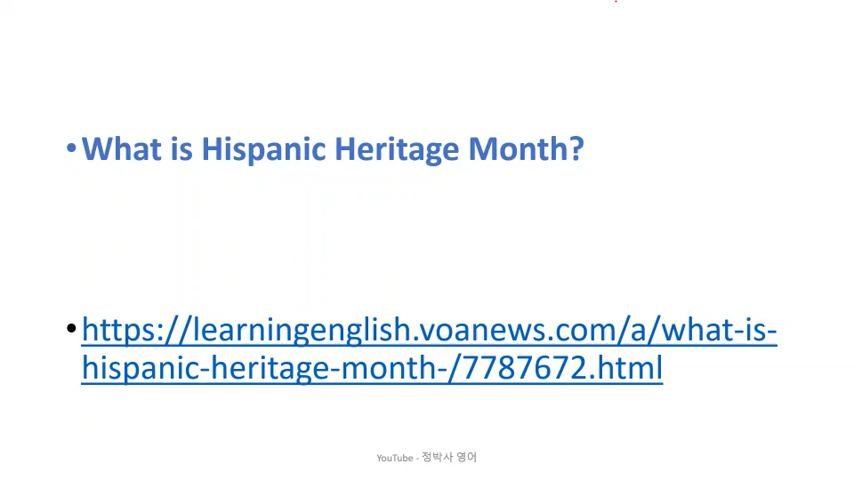 •What is Hispanic Heritage Month?
•https://learningenglish.voanews.com/a/what-is-
hispanic-heritage-month-/7787672.html
YouTube - 정박사 영어